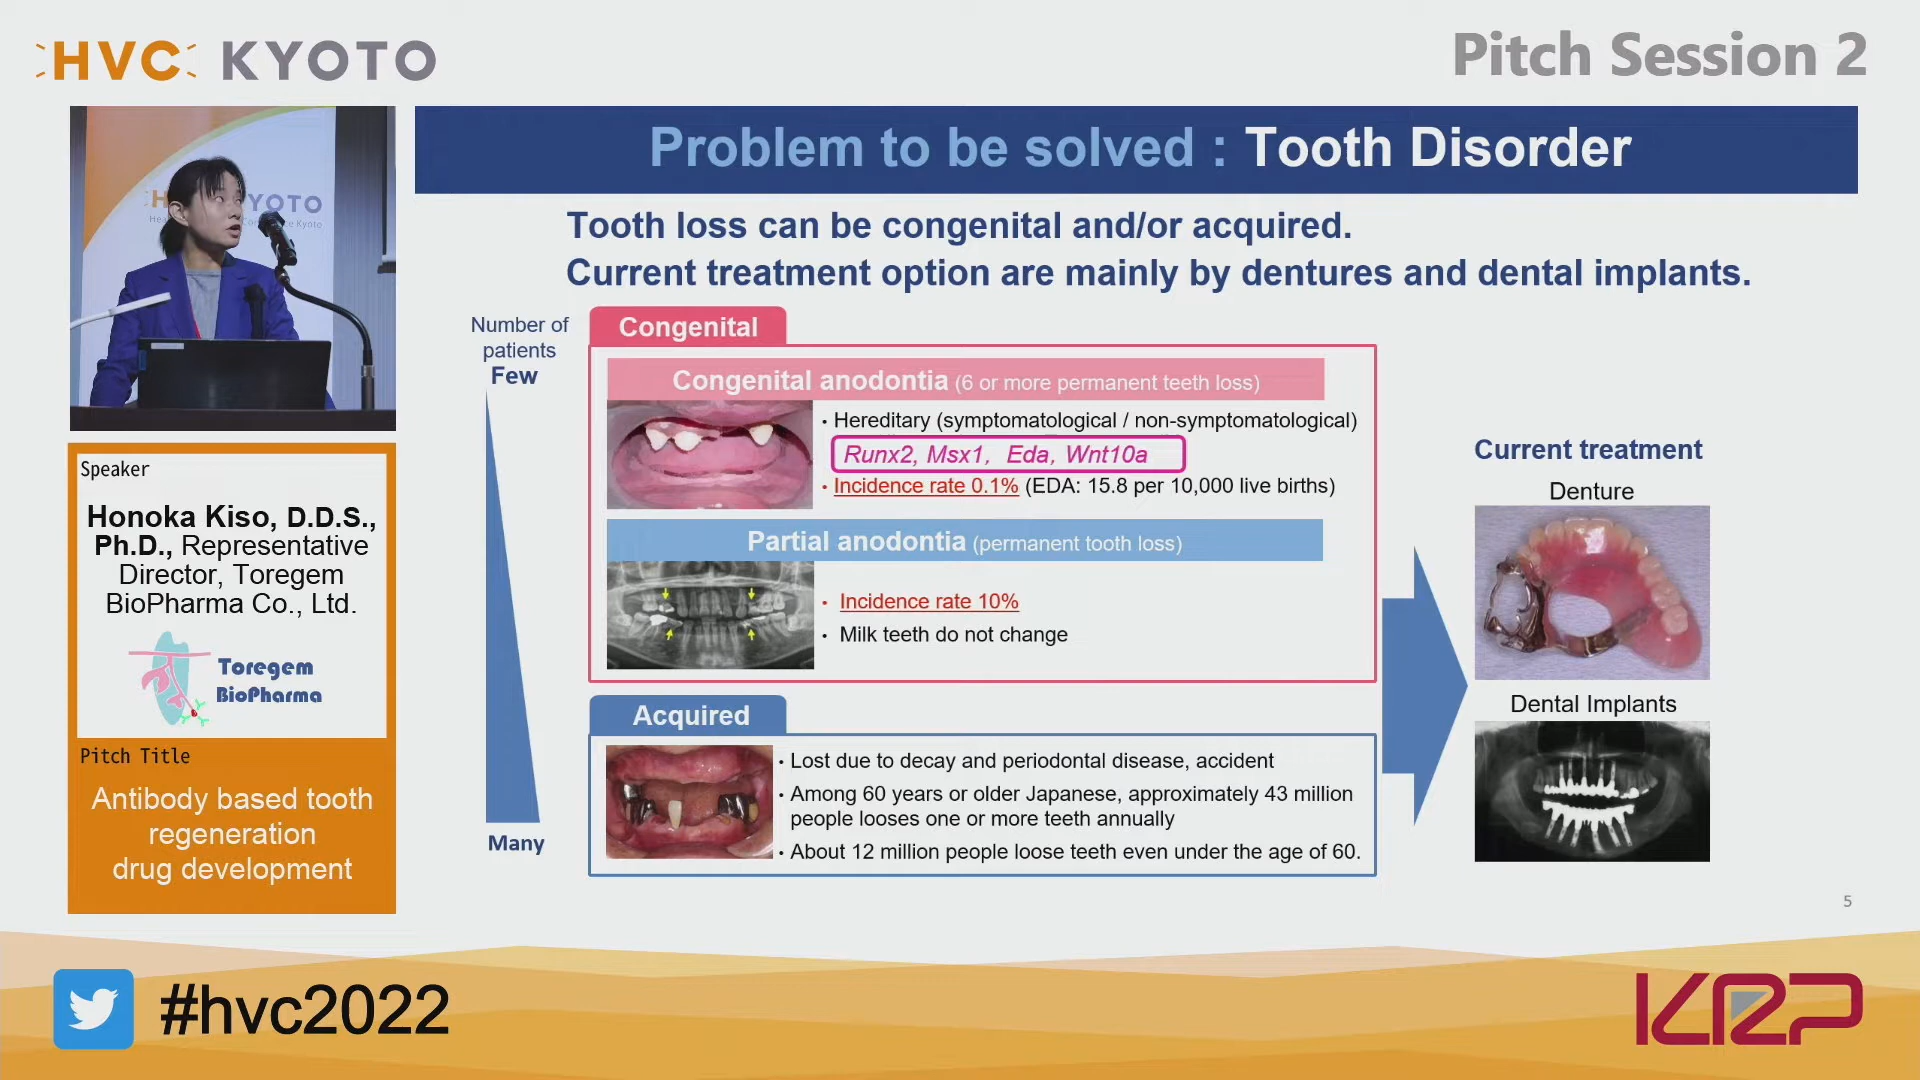 HVC KYOTO
Pitch Session 2
Problem to be solved : Tooth Disorder
Tooth loss can be congenital and/or acquired.
Current treatment option are mainly by dentures and dental implants.
Number of
patients
Few
Many
Congenital
Congenital anodontia (6 or more permanent teeth loss)
・Hereditary (symptomatological / non-symptomatological)
Runx2, Msx1, Eda, Wnt10a
・Incidence rate 0.1% (EDA: 15.8 per 10,000 live births)
Partial anodontia (permanent tooth loss)
・Incidence rate 10%
・Milk teeth do not change
Acquired
・Lost due to decay and periodontal disease, accident
・Among 60 years or older Japanese, approximately 43 million
people looses one or more teeth annually
・About 12 million people loose teeth even under the age of 60.
Current treatment
Denture
Dental Implants
5
Speaker
Honoka Kiso, D.D.S.,
Ph.D., Representative
Director, Toregem
BioPharma Co., Ltd.
Toregem
BioPharma
Pitch Title
Antibody based tooth
regeneration
drug development
#hvc2022
KRP